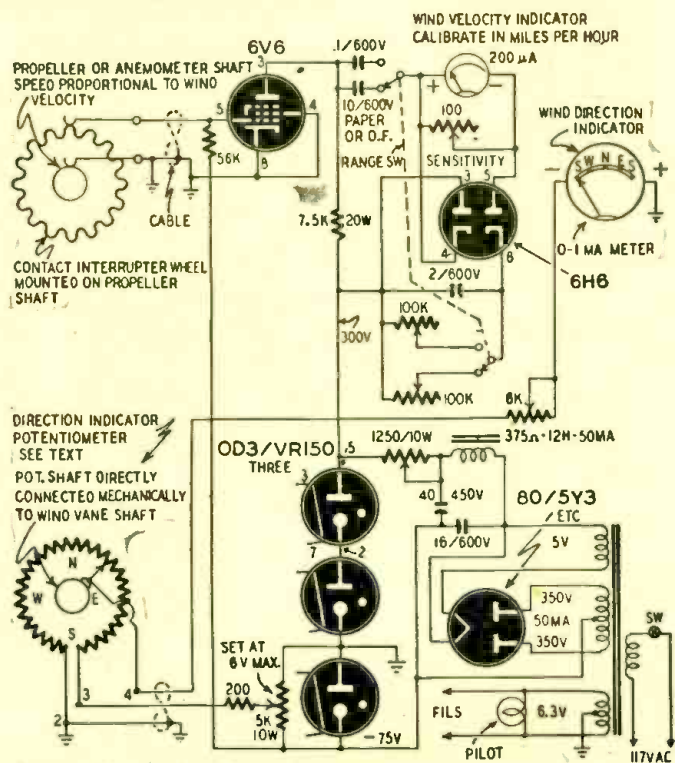 WIND VELOCITY INDICATOR
CALIBRATE IN MILES PER HOUR
200 µA
+
-
6V6
3
5
4
8
.1/600V
10/600V
PAPER
OR O.F.
RANGE SW.
100
SENSITIVITY
3 5
4
8
6H6
2/600V
WIND DIRECTION
INDICATOR
S W N E S
-
+
0-1 MA METER
PROPELLER OR ANEMOMETER SHAFT
SPEED PROPORTIONAL TO WIND
VELOCITY
56K
CABLE
CONTACT INTERRUPTER WHEEL
MOUNTED ON PROPELLER
SHAFT
7.5K
20W
300V
100K
100K
6K
DIRECTION INDICATOR
POTENTIOMETER
SEE TEXT
POT. SHAFT DIRECTLY
CONNECTED MECHANICALLY
TO WIND VANE SHAFT
N
W
E
S
2
3
4
OD3/VR150
THREE
3
5
7
2
1250/10W
375Ω-12H-50MA
40
450V
16/600V
80/5Y3
ETC
5V
350V
50MA
350V
SW
SET AT
6V MAX.
200
5K
10W
-75V
FILS
PILOT
6.3V
117VAC